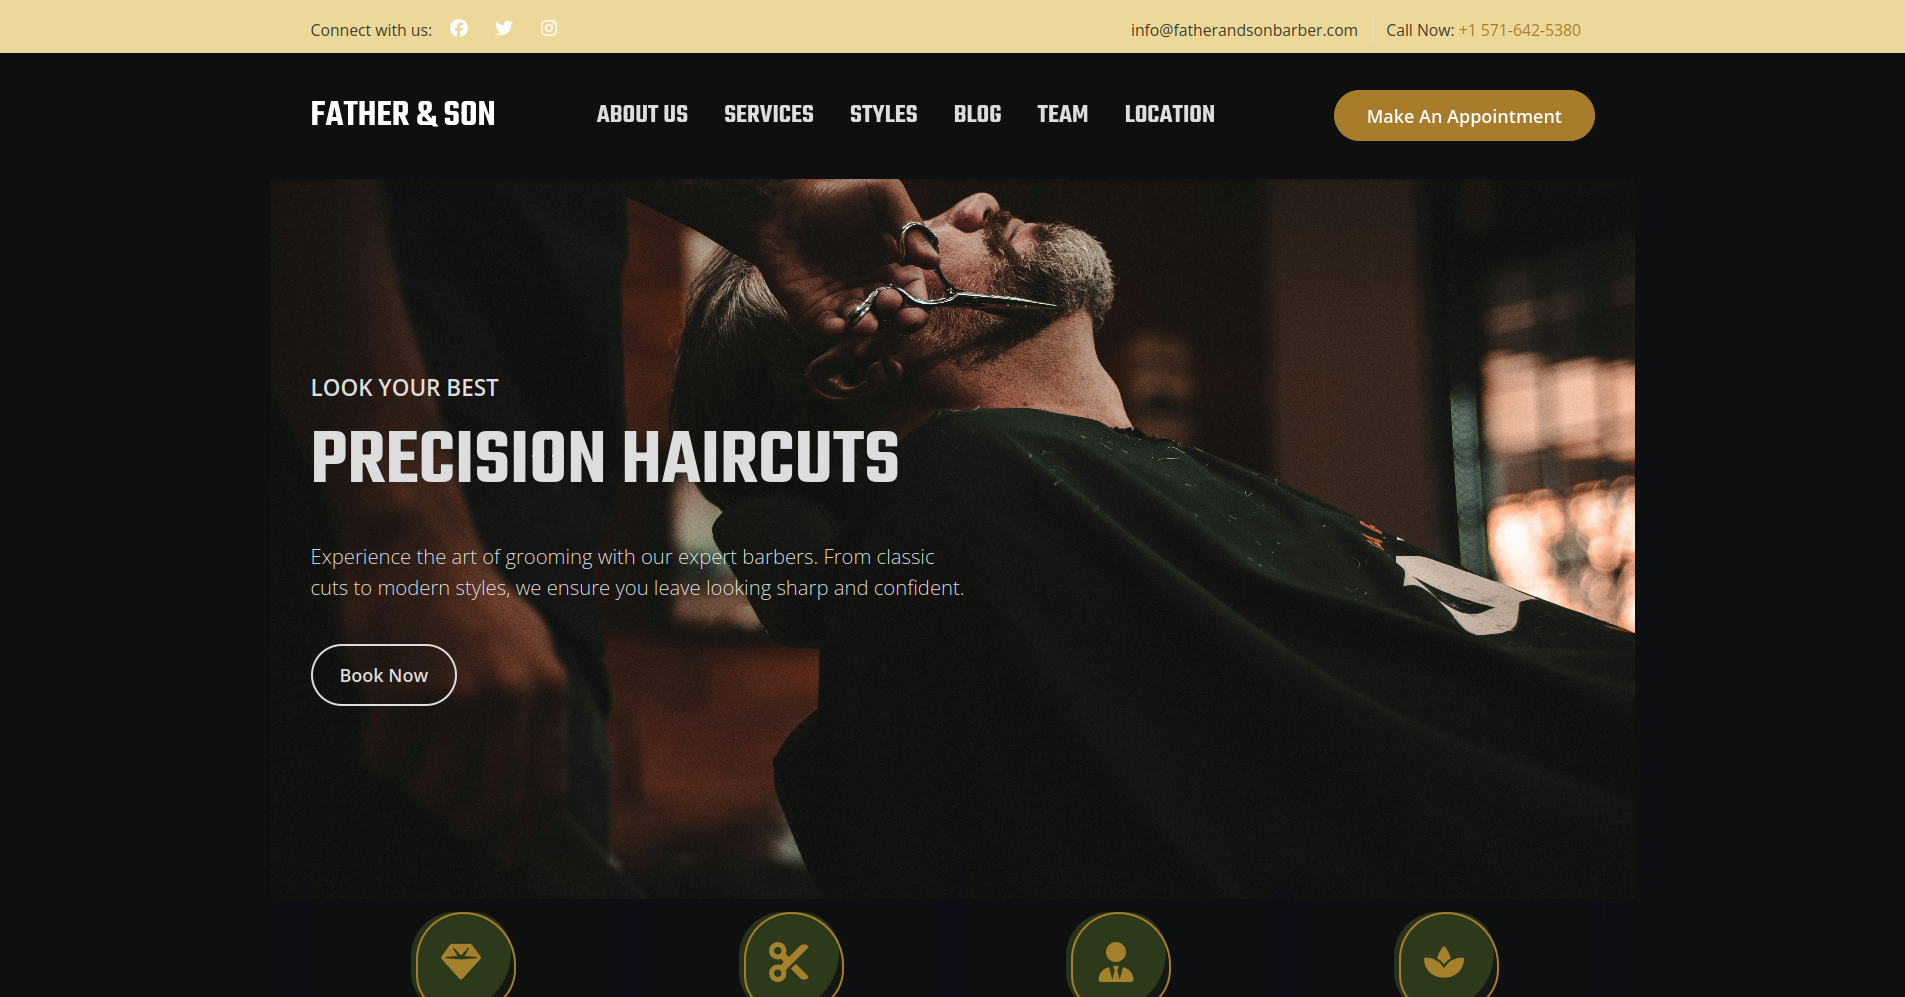 Connect with us:
info@fatherandsonbarber.com
Call Now: +1 571-642-5380
FATHER & SON
ABOUT US
SERVICES
STYLES
BLOG
TEAM
LOCATION
Make An Appointment
LOOK YOUR BEST
PRECISION HAIRCUTS
Experience the art of grooming with our expert barbers. From classic
cuts to modern styles, we ensure you leave looking sharp and confident.
Book Now